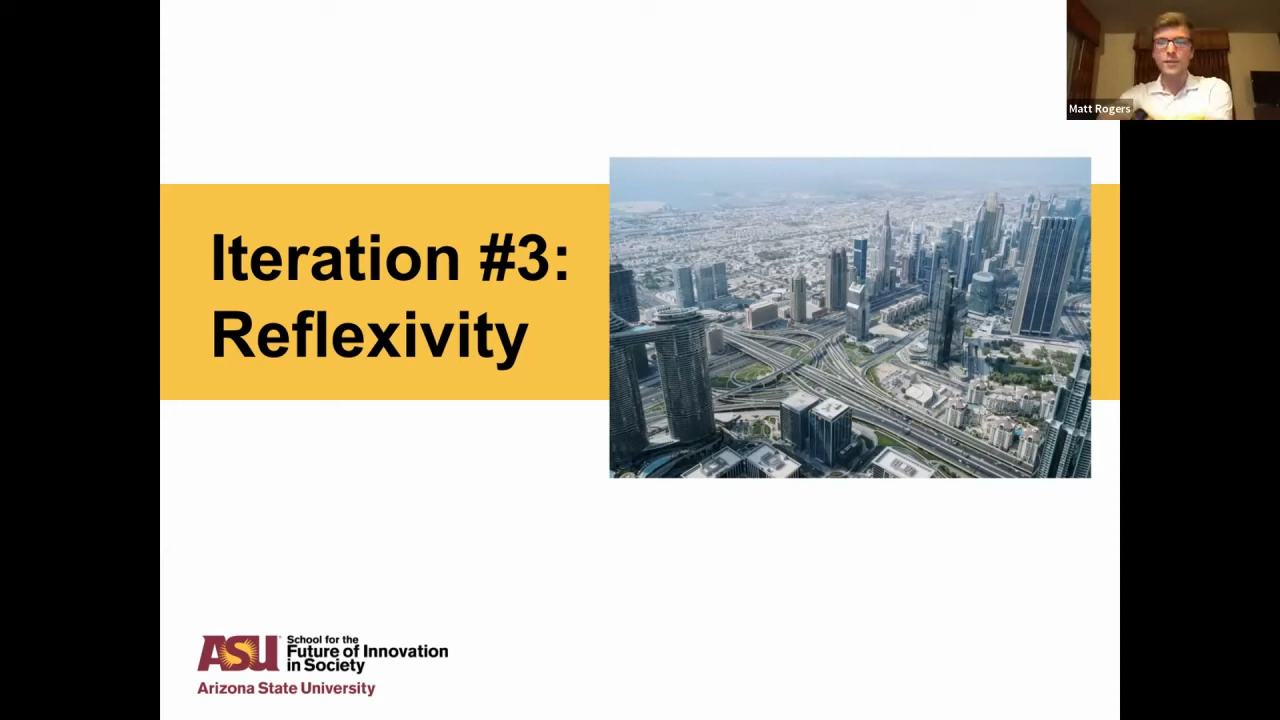 Matt Rogers
Iteration #3:
Reflexivity
ASU
School for the
Future of Innovation
in Society
Arizona State University